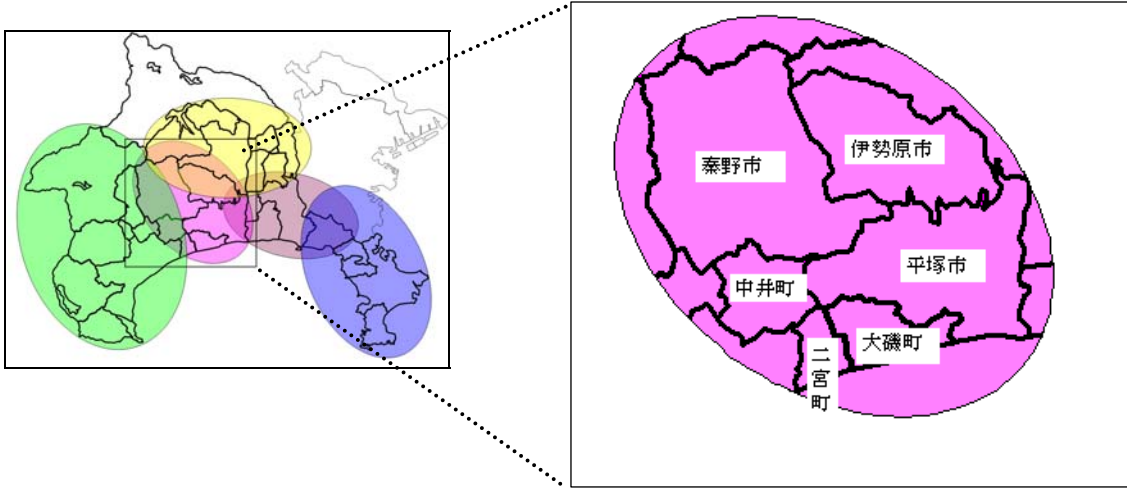 伊勢原市
秦野市
平塚市
中井町
大磯町
二宮町